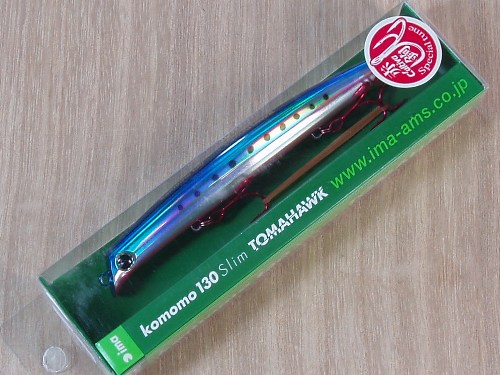 Special tune
ima
komomo 130 Slim TOMAHAWK
www.ima-ams.co.jp